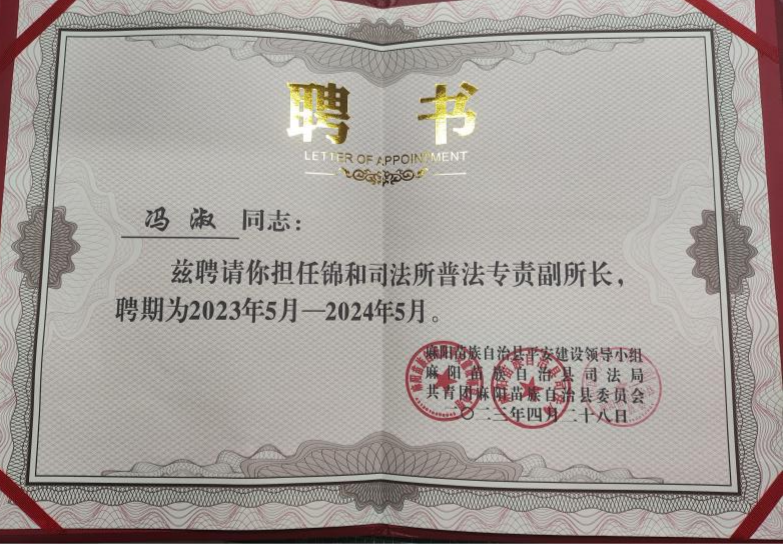 聘书
LETTER OF APPOINTMENT
冯淑 同志：
兹聘请你担任锦和司法所普法专责副所长，
聘期为2023年5月—2024年5月。
麻阳苗族自治县平安建设领导小组
麻阳苗族自治县司法局
共青团麻阳苗族自治县委员会
二〇二三年四月二十八日